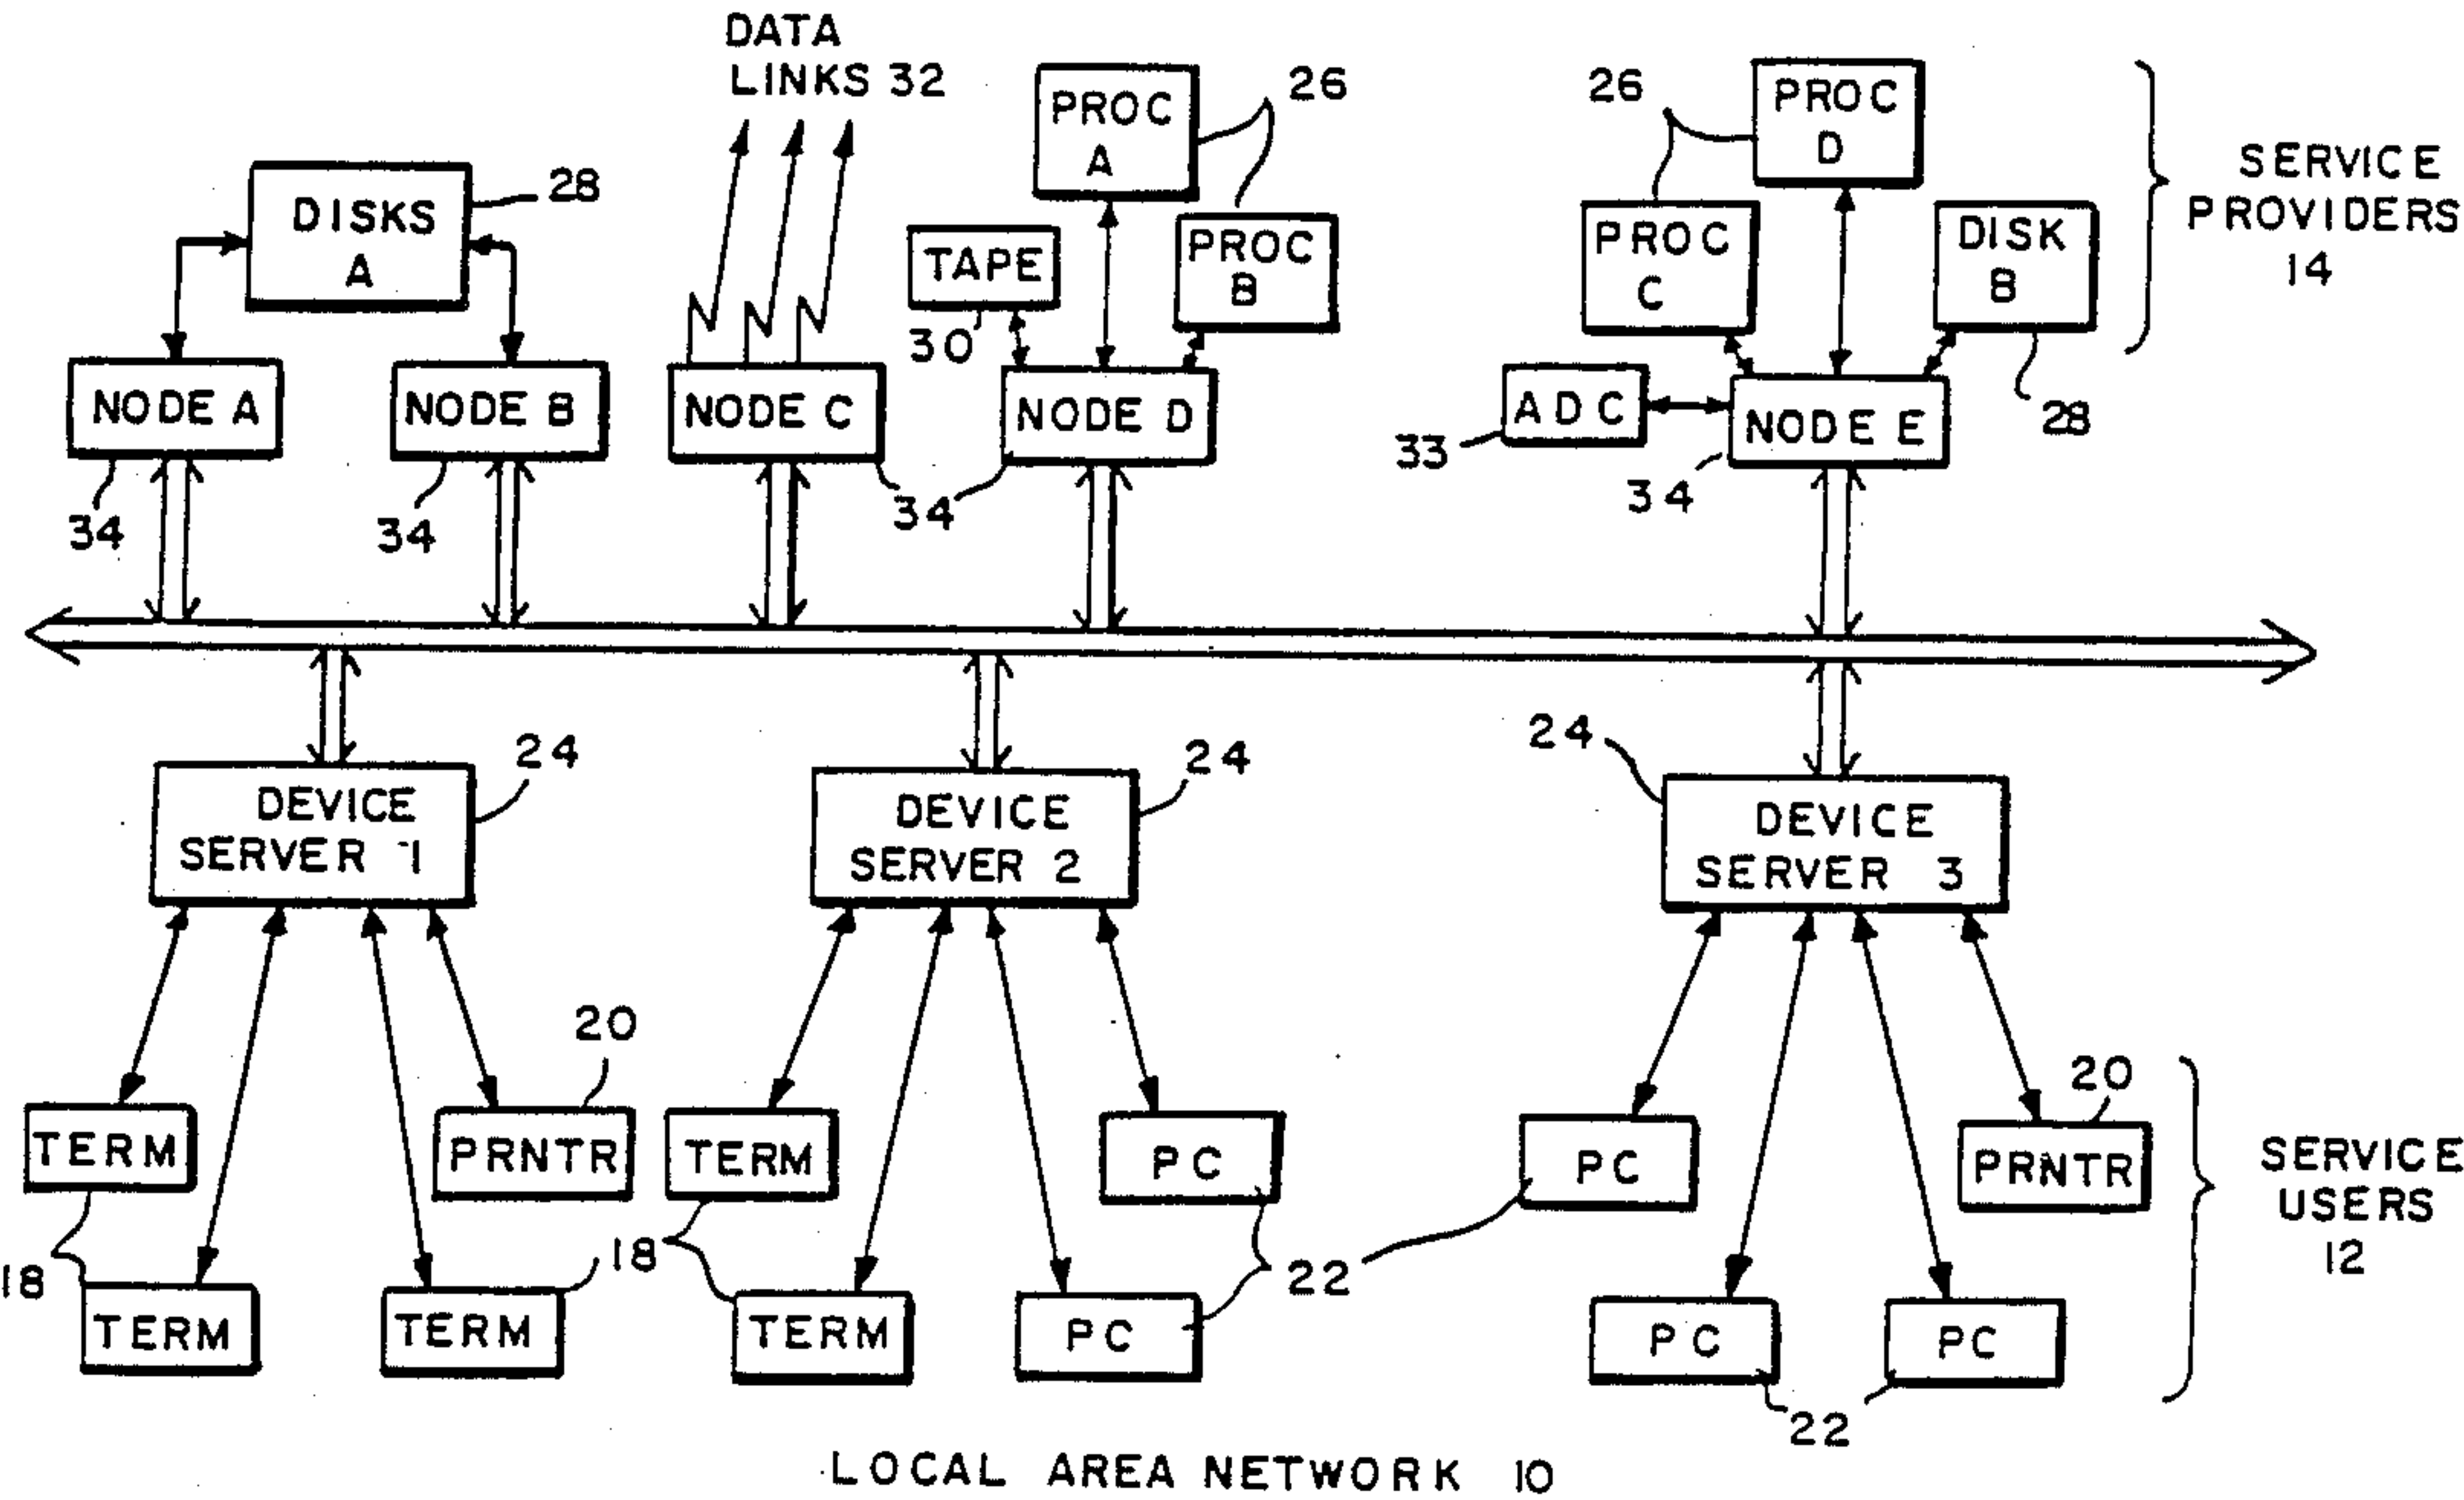 DATA
LINKS 32
PROC
A
26
26
PROC
D
SERVICE
PROVIDERS
14
DISKS
A
28
TAPE
30
PROC
B
PROC
C
DISK
B
28
NODE A
NODE B
NODE C
NODE D
ADC
33
NODE E
34
34
34
34
DEVICE
SERVER 1
24
DEVICE
SERVER 2
24
24
DEVICE
SERVER 3
20
20
TERM
PRNTR
TERM
PC
PC
PRNTR
SERVICE
USERS
12
18
18
22
TERM
TERM
TERM
PC
PC
PC
22
LOCAL AREA NETWORK 10